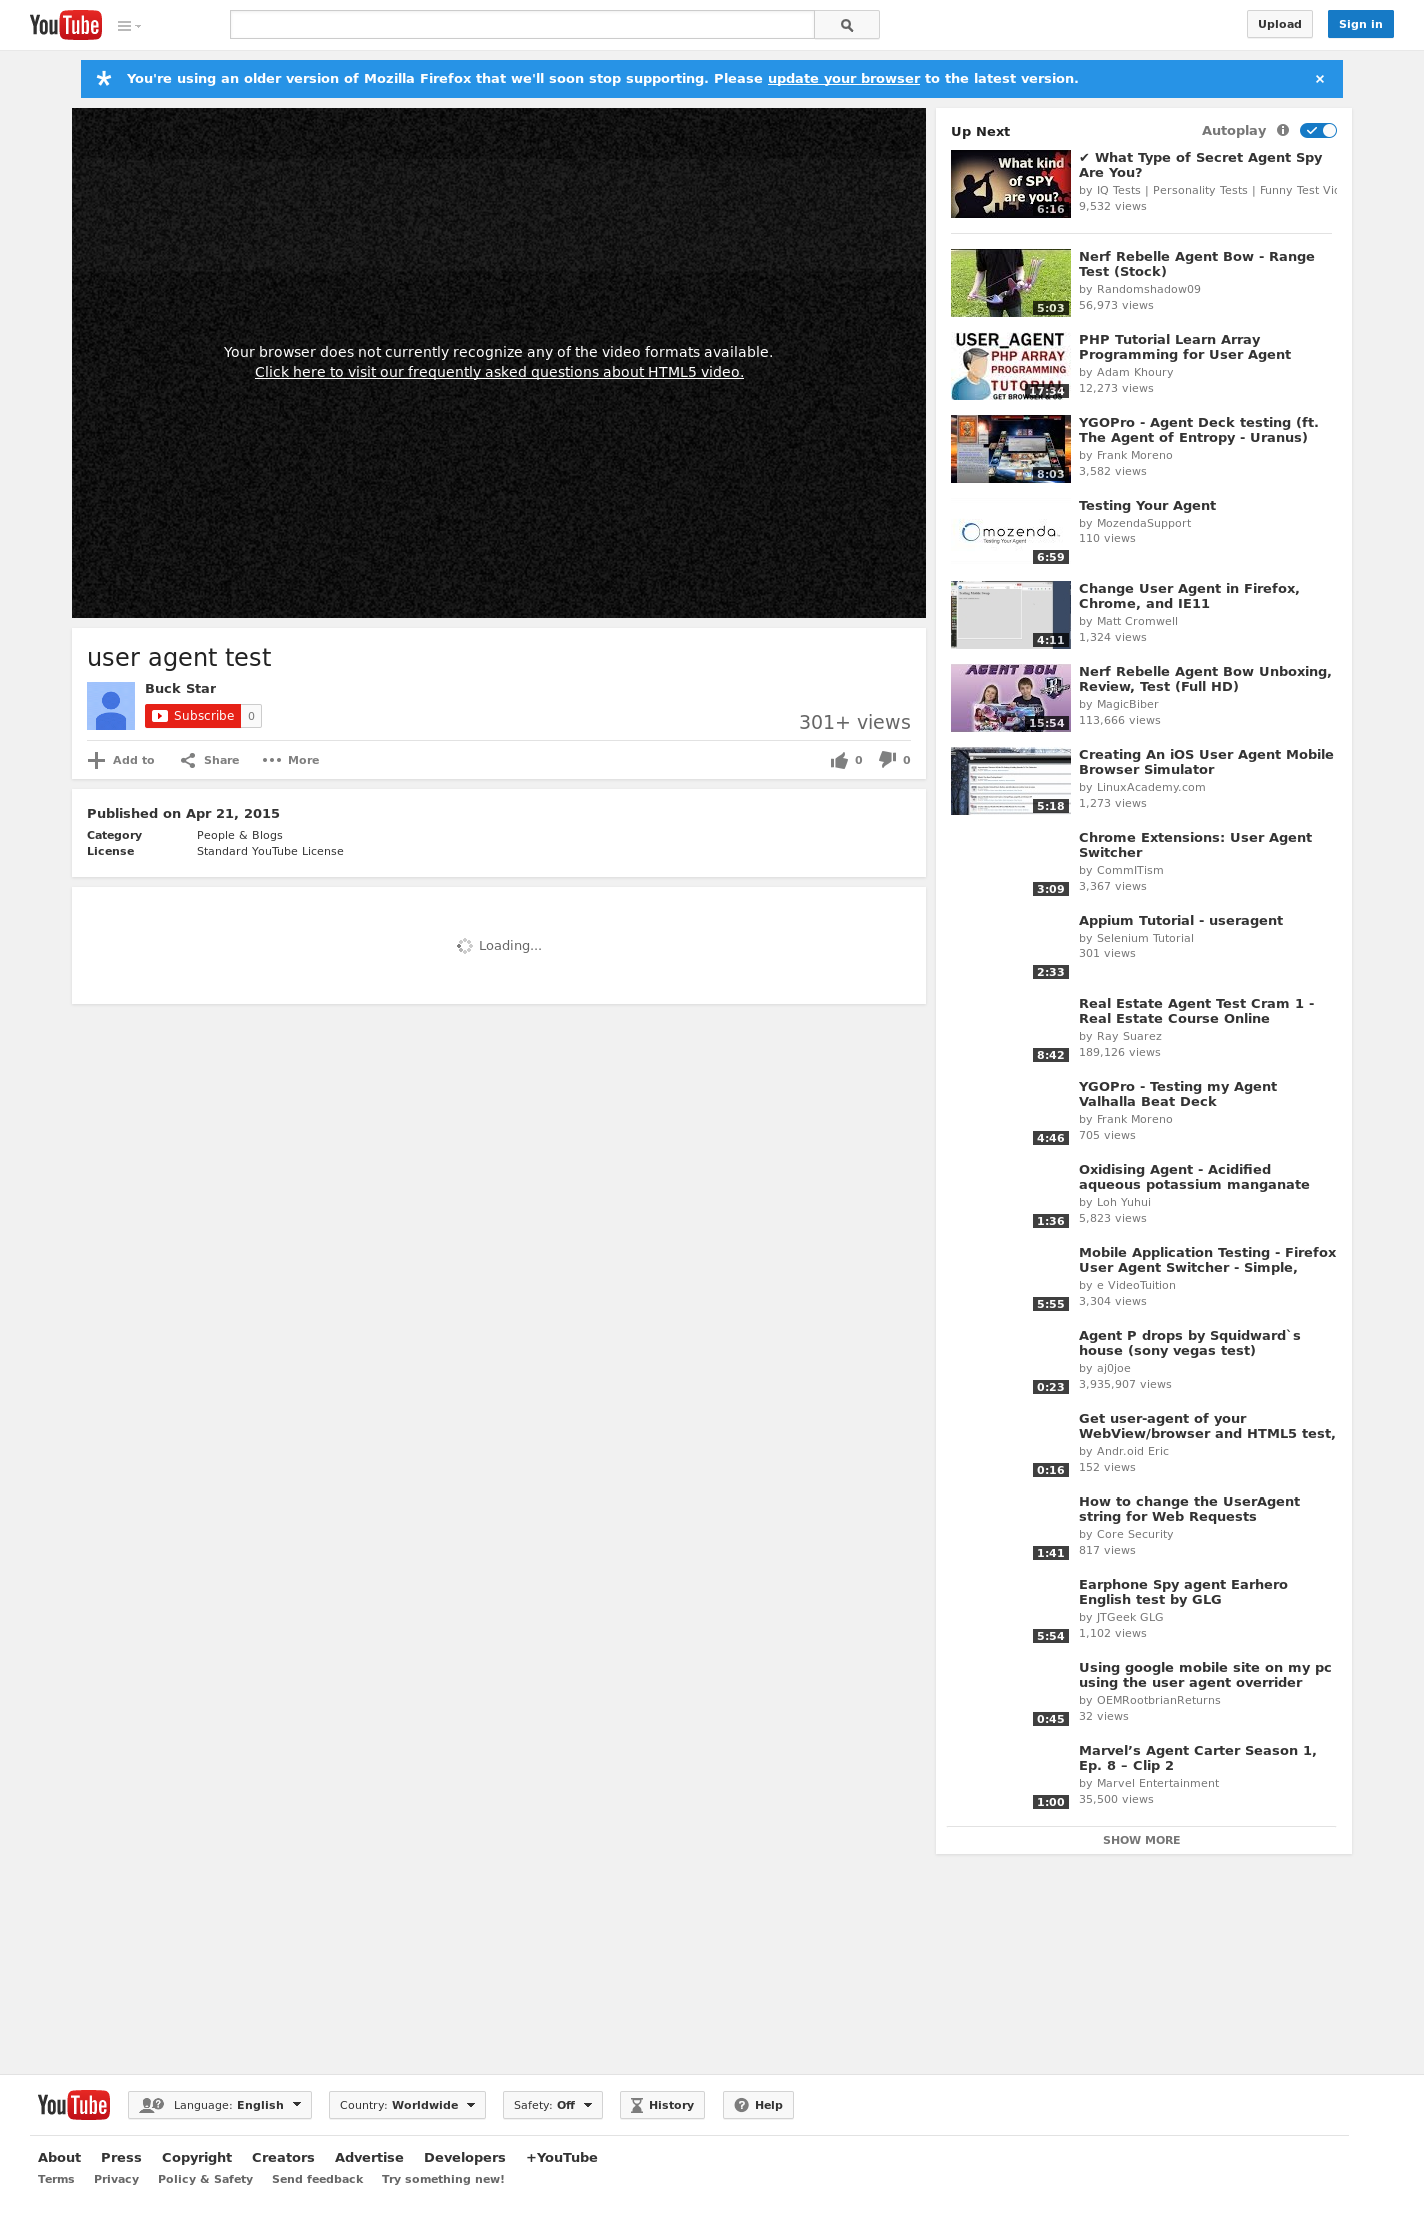 YouTube
Upload
Sign in
You're using an older version of Mozilla Firefox that we'll soon stop supporting. Please update your browser to the latest version.
×
Your browser does not currently recognize any of the video formats available.
Click here to visit our frequently asked questions about HTML5 video.
user agent test
Buck Star
Subscribe 0
301+ views
Add to Share More
0 0
Published on Apr 21, 2015
Category People & Blogs
License Standard YouTube License
Loading...
Up Next
Autoplay
What kind
of SPY
are you?
6:16
✔ What Type of Secret Agent Spy
Are You?
by IQ Tests | Personality Tests | Funny Test Vic
9,532 views
5:03
Nerf Rebelle Agent Bow - Range
Test (Stock)
by Randomshadow09
56,973 views
USER_AGENT
PHP ARRAY
PROGRAMMING
TUTORIAL
17:34
PHP Tutorial Learn Array
Programming for User Agent
by Adam Khoury
12,273 views
8:03
YGOPro - Agent Deck testing (ft.
The Agent of Entropy - Uranus)
by Frank Moreno
3,582 views
mozenda
Testing Your Agent
6:59
Testing Your Agent
by MozendaSupport
110 views
4:11
Change User Agent in Firefox,
Chrome, and IE11
by Matt Cromwell
1,324 views
AGENT BOW
15:54
Nerf Rebelle Agent Bow Unboxing,
Review, Test (Full HD)
by MagicBiber
113,666 views
5:18
Creating An iOS User Agent Mobile
Browser Simulator
by LinuxAcademy.com
1,273 views
3:09
Chrome Extensions: User Agent
Switcher
by CommITism
3,367 views
2:33
Appium Tutorial - useragent
by Selenium Tutorial
301 views
8:42
Real Estate Agent Test Cram 1 -
Real Estate Course Online
by Ray Suarez
189,126 views
4:46
YGOPro - Testing my Agent
Valhalla Beat Deck
by Frank Moreno
705 views
1:36
Oxidising Agent - Acidified
aqueous potassium manganate
by Loh Yuhui
5,823 views
5:55
Mobile Application Testing - Firefox
User Agent Switcher - Simple,
by e VideoTuition
3,304 views
0:23
Agent P drops by Squidward`s
house (sony vegas test)
by aj0joe
3,935,907 views
0:16
Get user-agent of your
WebView/browser and HTML5 test,
by Andr.oid Eric
152 views
1:41
How to change the UserAgent
string for Web Requests
by Core Security
817 views
5:54
Earphone Spy agent Earhero
English test by GLG
by JTGeek GLG
1,102 views
0:45
Using google mobile site on my pc
using the user agent overrider
by OEMRootbrianReturns
32 views
1:00
Marvel’s Agent Carter Season 1,
Ep. 8 – Clip 2
by Marvel Entertainment
35,500 views
SHOW MORE
YouTube
Language: English
Country: Worldwide
Safety: Off
History
Help
About Press Copyright Creators Advertise Developers +YouTube
Terms Privacy Policy & Safety Send feedback Try something new!